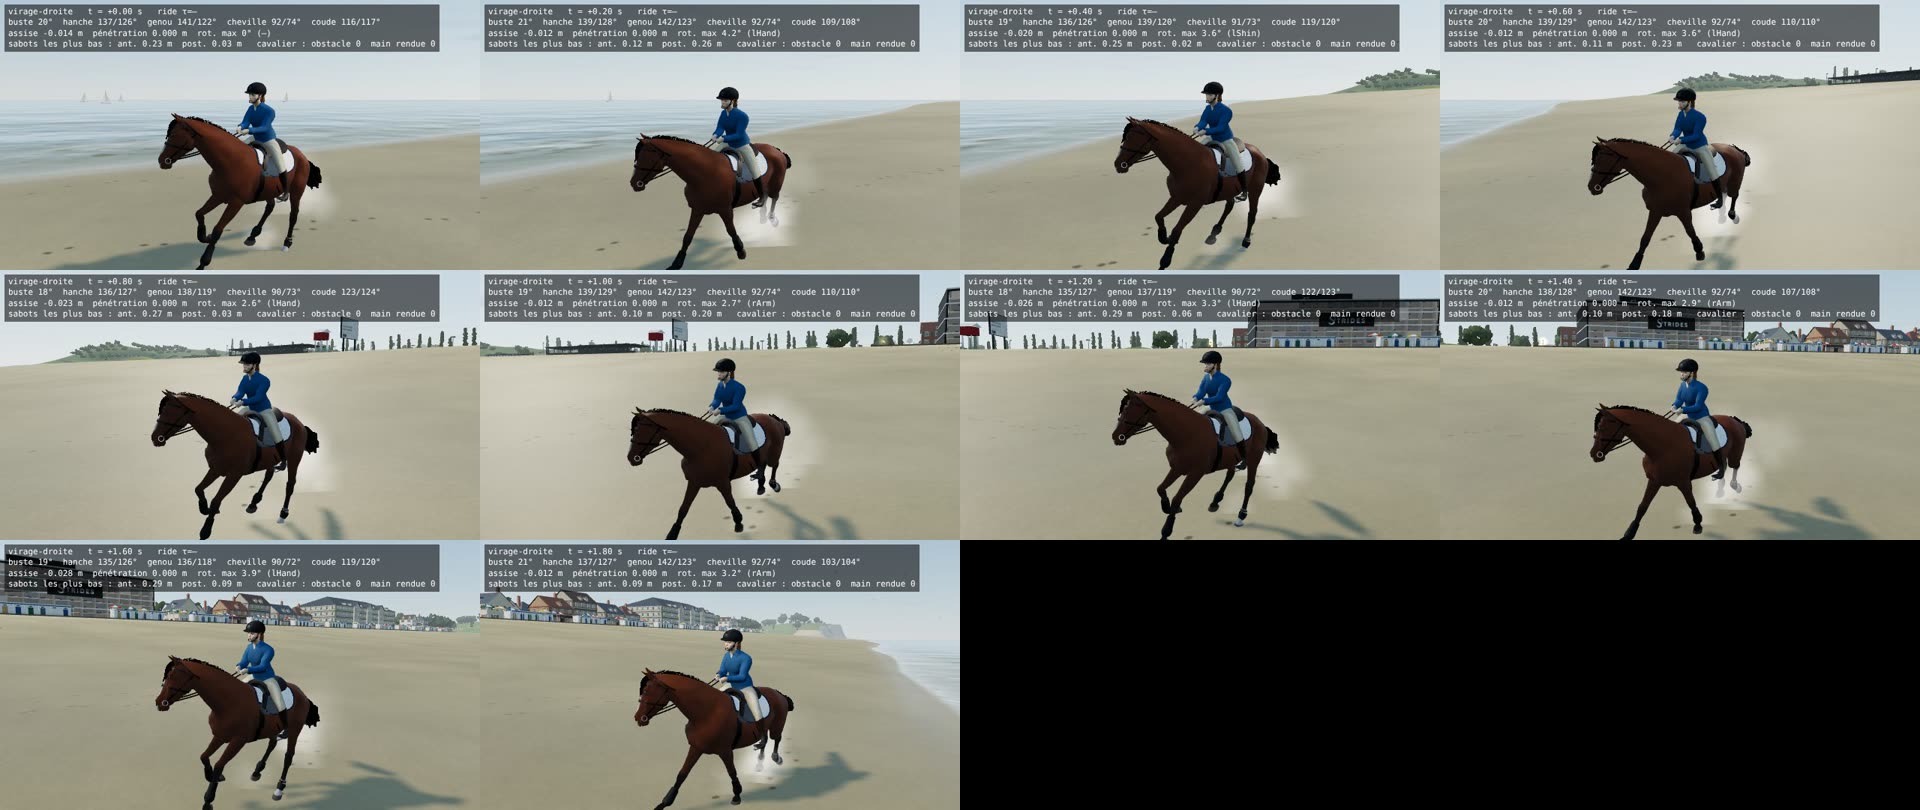 virage-droite t = +0.00 s ride τ=—
buste 20° hanche 137/126° genou 141/122° cheville 92/74° coude 116/117°
assise -0.014 m pénétration 0.000 m rot. max 0° (—)
sabots les plus bas : ant. 0.23 m post. 0.03 m cavalier : obstacle 0 main rendue 0
virage-droite t = +0.20 s ride τ=—
buste 21° hanche 139/128° genou 142/123° cheville 92/74° coude 109/108°
assise -0.012 m pénétration 0.000 m rot. max 4.2° (lHand)
sabots les plus bas : ant. 0.12 m post. 0.26 m cavalier : obstacle 0 main rendue 0
virage-droite t = +0.40 s ride τ=—
buste 19° hanche 136/126° genou 139/120° cheville 91/73° coude 119/120°
assise -0.020 m pénétration 0.000 m rot. max 3.6° (lShin)
sabots les plus bas : ant. 0.25 m post. 0.02 m cavalier : obstacle 0 main rendue 0
virage-droite t = +0.60 s ride τ=—
buste 20° hanche 139/129° genou 142/123° cheville 92/74° coude 110/110°
assise -0.012 m pénétration 0.000 m rot. max 3.6° (lHand)
sabots les plus bas : ant. 0.11 m post. 0.23 m cavalier : obstacle 0 main rendue 0
virage-droite t = +0.80 s ride τ=—
buste 18° hanche 136/127° genou 138/119° cheville 90/73° coude 123/124°
assise -0.023 m pénétration 0.000 m rot. max 2.6° (lHand)
sabots les plus bas : ant. 0.27 m post. 0.03 m cavalier : obstacle 0 main rendue 0
virage-droite t = +1.00 s ride τ=—
buste 19° hanche 139/129° genou 142/123° cheville 92/74° coude 110/110°
assise -0.012 m pénétration 0.000 m rot. max 2.7° (rArm)
sabots les plus bas : ant. 0.10 m post. 0.20 m cavalier : obstacle 0 main rendue 0
virage-droite t = +1.20 s ride τ=—
buste 18° hanche 135/127° genou 137/119° cheville 90/72° coude 122/123°
assise -0.026 m pénétration 0.000 m rot. max 3.3° (lHand)
sabots les plus bas : ant. 0.29 m post. 0.06 m cavalier : obstacle 0 main rendue 0
STRIDES
virage-droite t = +1.40 s ride τ=—
buste 20° hanche 138/128° genou 142/123° cheville 92/74° coude 107/108°
assise -0.012 m pénétration 0.000 m rot. max 2.9° (rArm)
sabots les plus bas : ant. 0.10 m post. 0.18 m cavalier : obstacle 0 main rendue 0
STRIDES
virage-droite t = +1.60 s ride τ=—
buste 19° hanche 135/126° genou 136/118° cheville 90/72° coude 119/120°
assise -0.028 m pénétration 0.000 m rot. max 3.9° (lHand)
sabots les plus bas : ant. 0.29 m post. 0.09 m cavalier : obstacle 0 main rendue 0
STRIDES
virage-droite t = +1.80 s ride τ=—
buste 21° hanche 137/127° genou 142/123° cheville 92/74° coude 103/104°
assise -0.012 m pénétration 0.000 m rot. max 3.2° (rArm)
sabots les plus bas : ant. 0.09 m post. 0.17 m cavalier : obstacle 0 main rendue 0